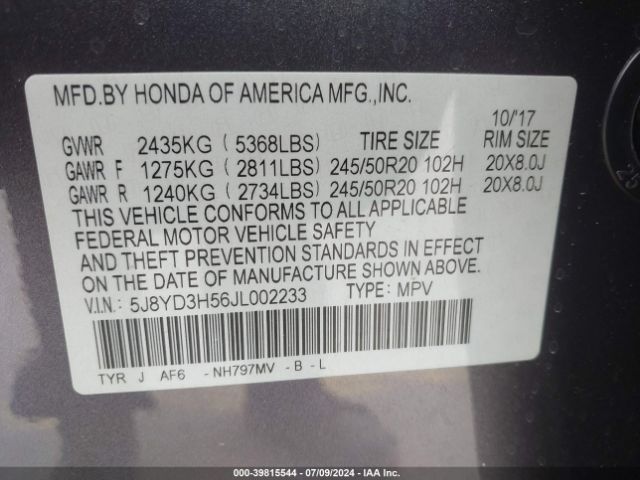 MFD.BY HONDA OF AMERICA MFG.,INC.
10/'17
GVWR 2435KG ( 5368LBS) TIRE SIZE RIM SIZE
GAWR F 1275KG ( 2811LBS) 245/50R20 102H 20X8.0J
GAWR R 1240KG ( 2734LBS) 245/50R20 102H 20X8.0J
THIS VEHICLE CONFORMS TO ALL APPLICABLE
FEDERAL MOTOR VEHICLE SAFETY
AND THEFT PREVENTION STANDARDS IN EFFECT
ON THE DATE OF MANUFACTURE SHOWN ABOVE.
V.I.N.: 5J8YD3H56JL002233 TYPE: MPV
TYR J AF6 -NH797MV -B-L
000-39815544 / 07/09/2024 - IAA Inc.